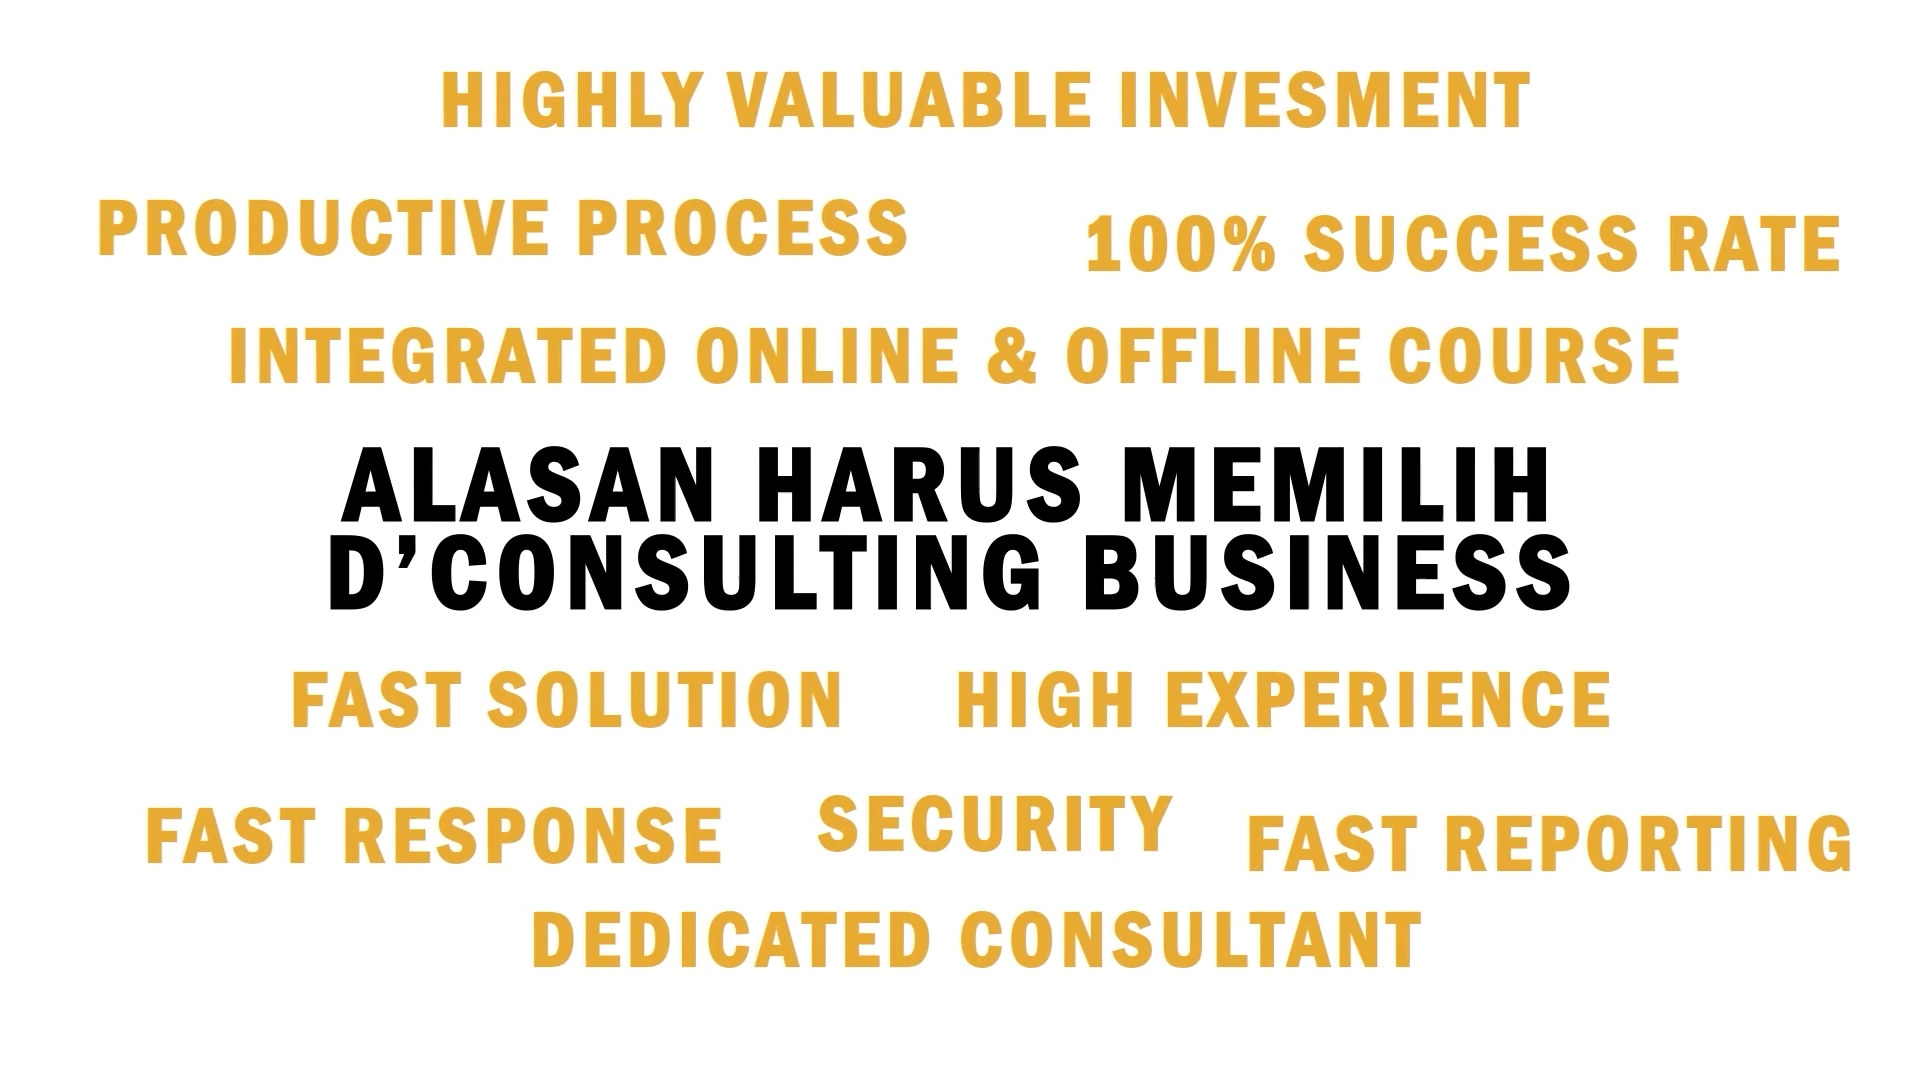 HIGHLY VALUABLE INVESMENT
PRODUCTIVE PROCESS
100% SUCCESS RATE
INTEGRATED ONLINE & OFFLINE COURSE
ALASAN HARUS MEMILIH
D’CONSULTING BUSINESS
FAST SOLUTION
HIGH EXPERIENCE
FAST RESPONSE
SECURITY
FAST REPORTING
DEDICATED CONSULTANT